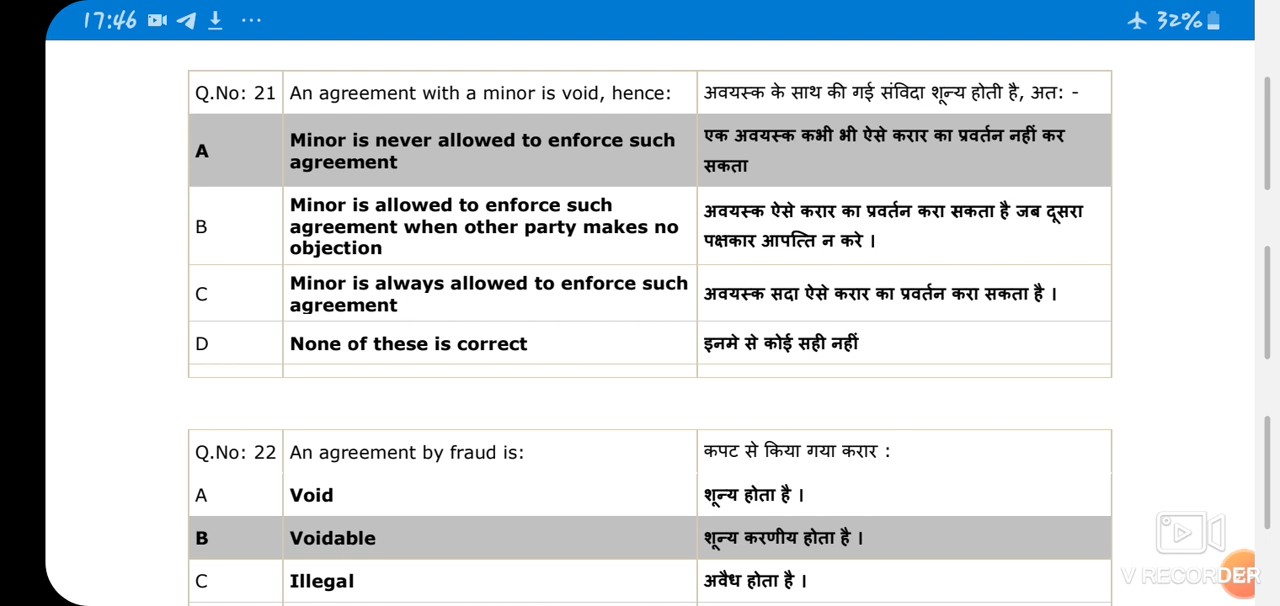 17:46 ... 32%
Q.No: 21 An agreement with a minor is void, hence: अवयस्क के साथ की गई संविदा शून्य होती है, अत: -
A Minor is never allowed to enforce such एक अवयस्क कभी भी ऐसे करार का प्रवर्तन नहीं कर
agreement सकता
B Minor is allowed to enforce such अवयस्क ऐसे करार का प्रवर्तन करा सकता है जब दूसरा
agreement when other party makes no पक्षकार आपत्ति न करे ।
objection
C Minor is always allowed to enforce such अवयस्क सदा ऐसे करार का प्रवर्तन करा सकता है ।
agreement
D None of these is correct इनमे से कोई सही नहीं
Q.No: 22 An agreement by fraud is: कपट से किया गया करार :
A Void शून्य होता है ।
B Voidable शून्य करणीय होता है ।
C Illegal अवैध होता है ।
V RECORDER